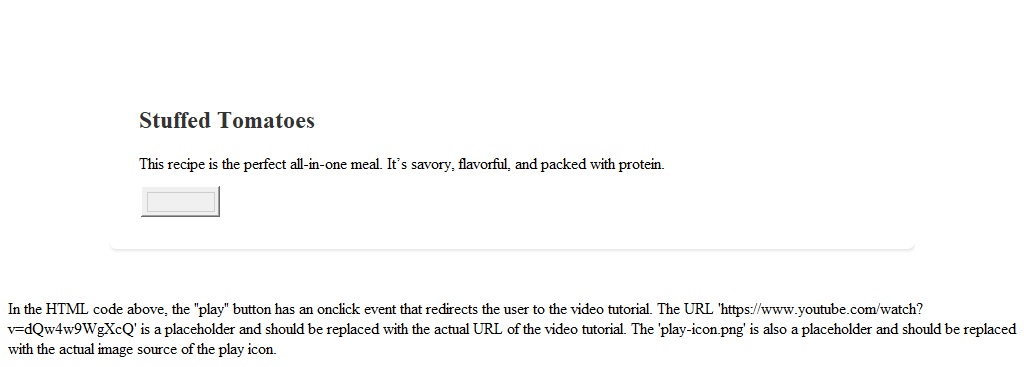 Stuffed Tomatoes
This recipe is the perfect all-in-one meal. It’s savory, flavorful, and packed with protein.
In the HTML code above, the "play" button has an onclick event that redirects the user to the video tutorial. The URL 'https://www.youtube.com/watch?
v=dQw4w9WgXcQ' is a placeholder and should be replaced with the actual URL of the video tutorial. The 'play-icon.png' is also a placeholder and should be replaced
with the actual image source of the play icon.